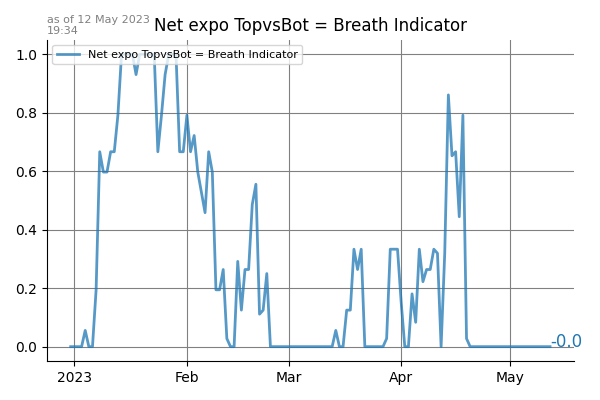 as of 12 May 2023
19:34
Net expo TopvsBot = Breath Indicator
Net expo TopvsBot = Breath Indicator
1.0
0.8
0.6
0.4
0.2
0.0
-0.0
2023 Feb Mar Apr May